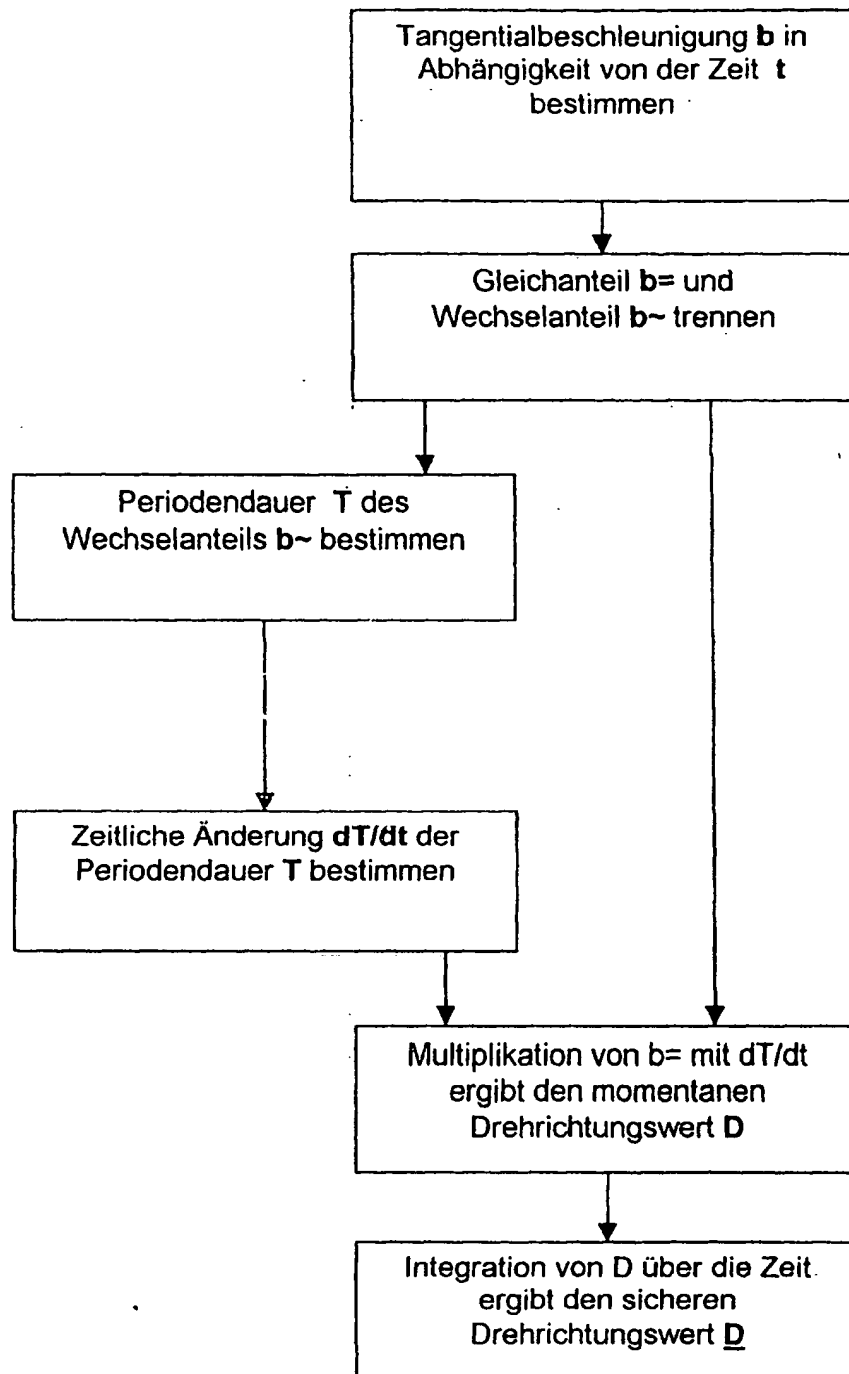 Tangentialbeschleunigung b in
Abhängigkeit von der Zeit t
bestimmen
Gleichanteil b= und
Wechselanteil b~ trennen
Periodendauer T des
Wechselanteils b~ bestimmen
Zeitliche Änderung dT/dt der
Periodendauer T bestimmen
Multiplikation von b= mit dT/dt
ergibt den momentanen
Drehrichtungswert D
Integration von D über die Zeit
ergibt den sicheren
Drehrichtungswert D